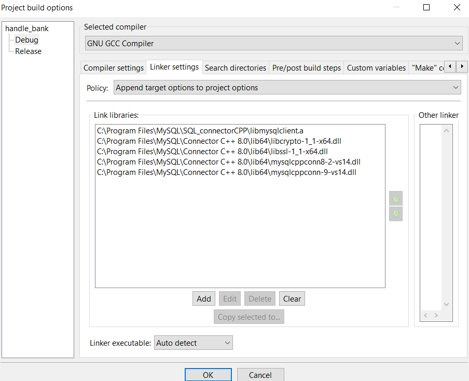 Project build options
handle_bank
Debug
Release
Selected compiler
GNU GCC Compiler
Compiler settings Linker settings Search directories Pre/post build steps Custom variables "Make" co
Policy: Append target options to project options
Link libraries:
Other linker
C:\Program Files\MySQL\SQL_connectorCPP\libmysqlclient.a
C:\Program Files\MySQL\Connector C++ 8.0\lib64\libcrypto-1_1-x64.dll
C:\Program Files\MySQL\Connector C++ 8.0\lib64\libssl-1_1-x64.dll
C:\Program Files\MySQL\Connector C++ 8.0\lib64\mysqlcppconn8-2-vs14.dll
C:\Program Files\MySQL\Connector C++ 8.0\lib64\mysqlcppconn-9-vs14.dll
Add Edit Delete Clear
Copy selected to...
Linker executable: Auto detect
OK Cancel